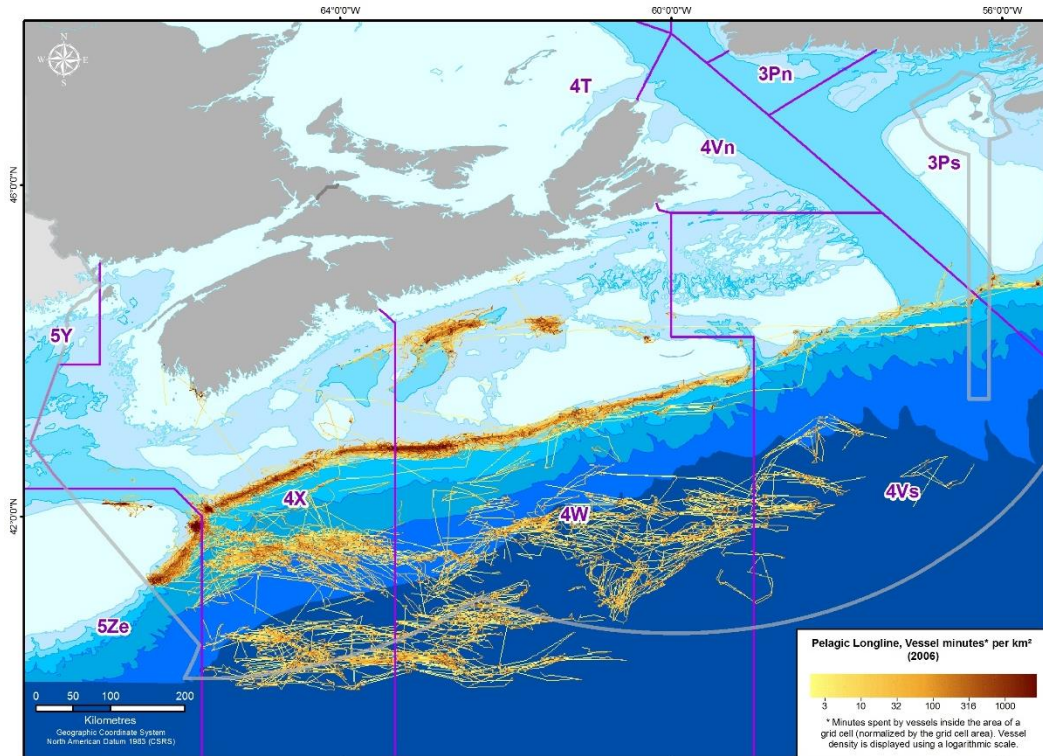 64°0'0"W 60°0'0"W 56°0'0"W
N
W E
S
3Pn
4T
4Vn
3Ps
46°0'0"N
5Y
4X
4Vs
4W
42°0'0"N
5Ze
Pelagic Longline, Vessel minutes* per km²
(2006)
3 10 32 100 316 1000
* Minutes spent by vessels inside the area of a
grid cell (normalized by the grid cell area). Vessel
density is displayed using a logarithmic scale.
0 50 100 200
Kilometres
Geographic Coordinate System
North American Datum 1983 (CSRS)